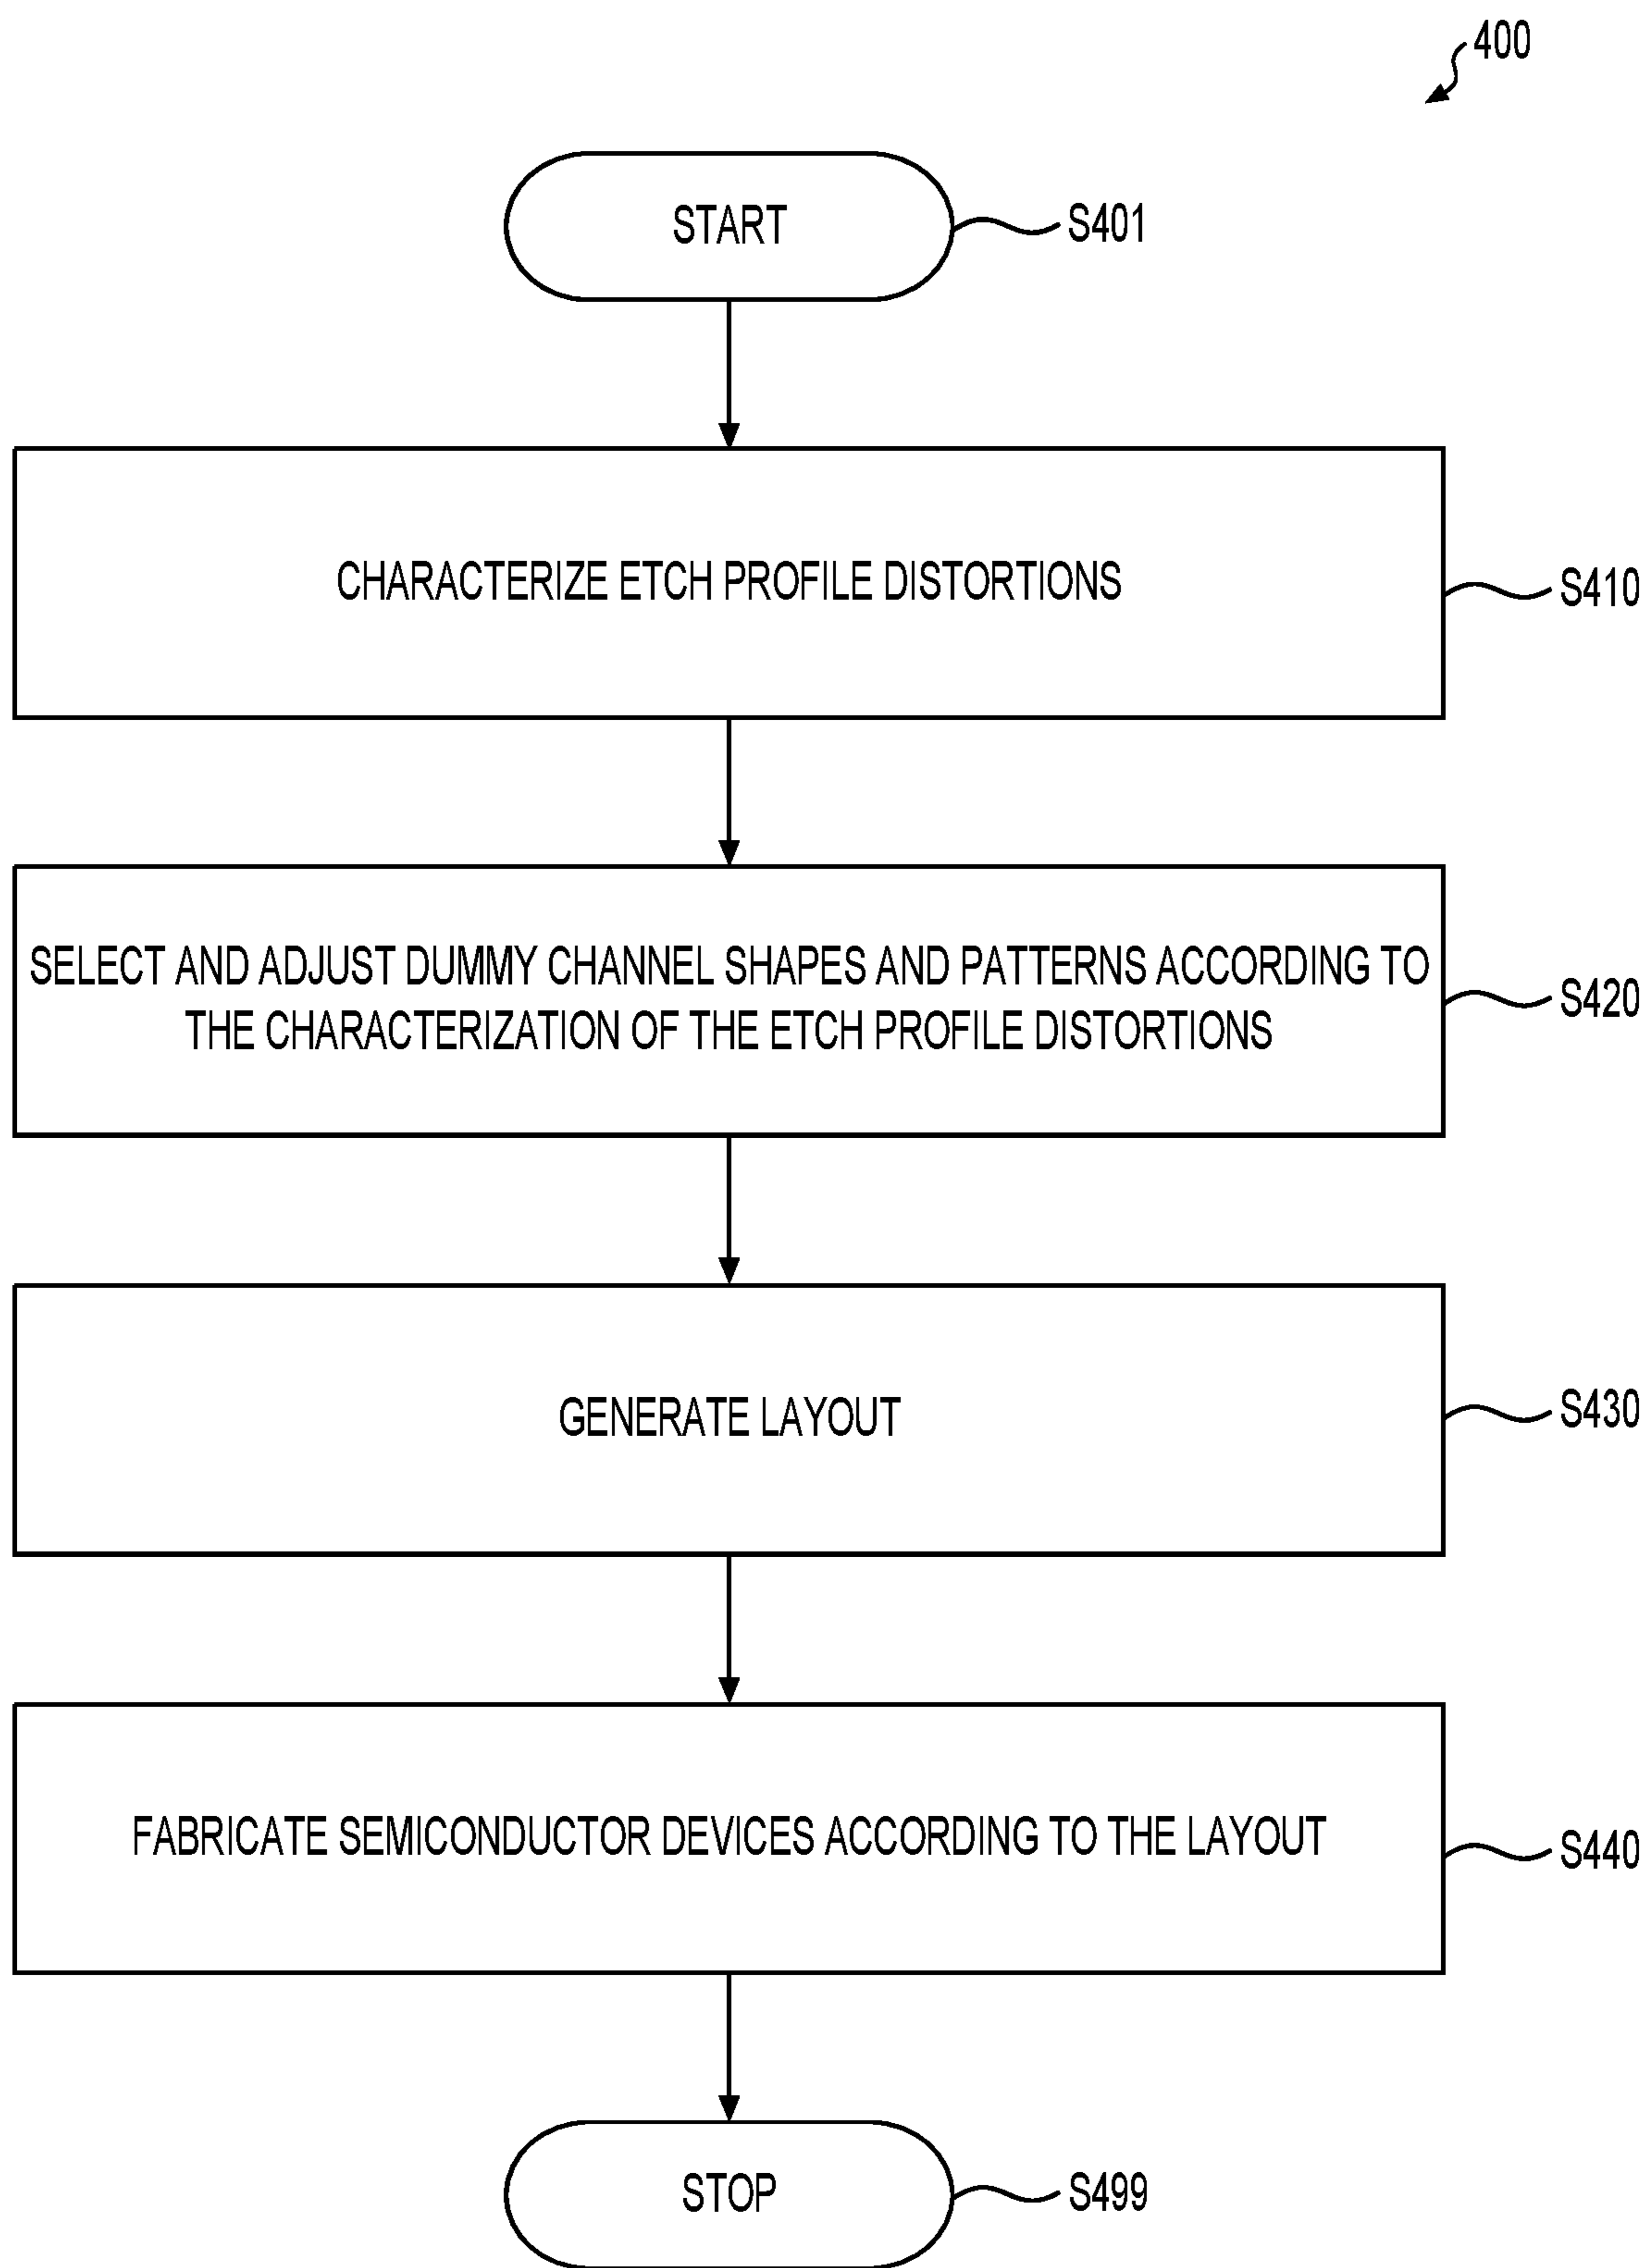 400
START
S401
CHARACTERIZE ETCH PROFILE DISTORTIONS
S410
SELECT AND ADJUST DUMMY CHANNEL SHAPES AND PATTERNS ACCORDING TO
THE CHARACTERIZATION OF THE ETCH PROFILE DISTORTIONS
S420
GENERATE LAYOUT
S430
FABRICATE SEMICONDUCTOR DEVICES ACCORDING TO THE LAYOUT
S440
STOP
S499